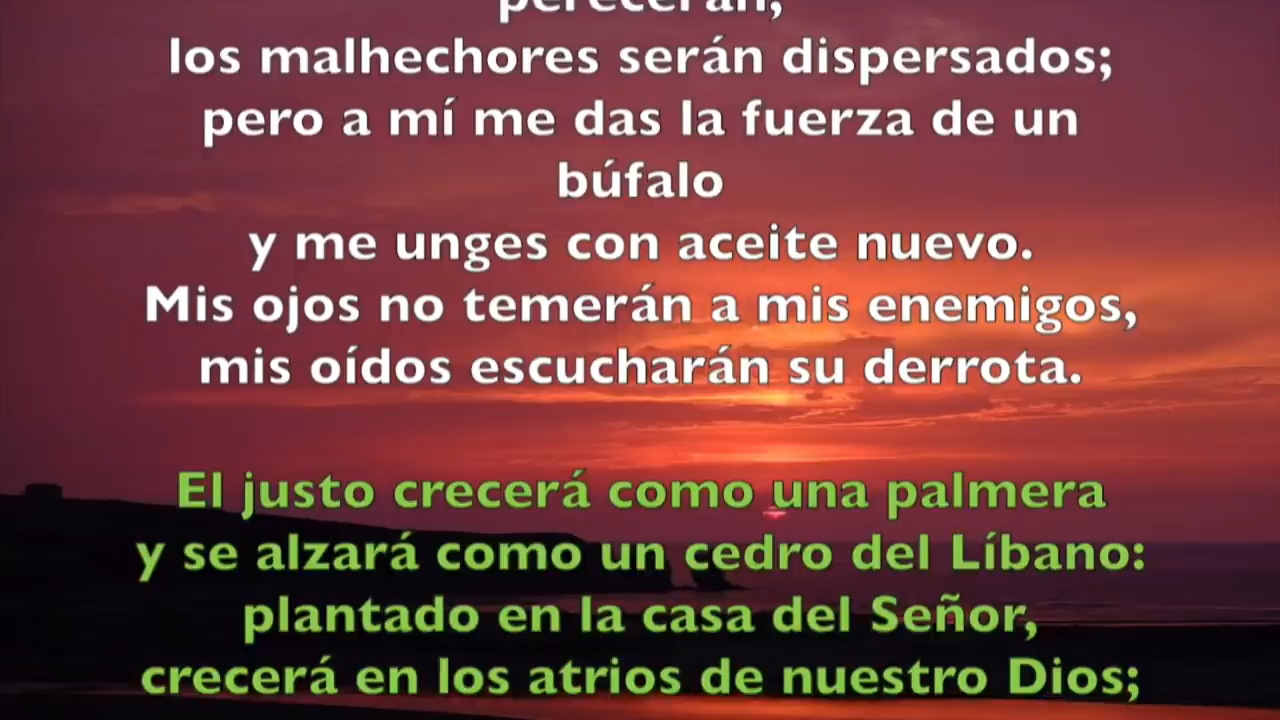 perecerán,
los malhechores serán dispersados;
pero a mí me das la fuerza de un
búfalo
y me unges con aceite nuevo.
Mis ojos no temerán a mis enemigos,
mis oídos escucharán su derrota.
El justo crecerá como una palmera
y se alzará como un cedro del Líbano:
plantado en la casa del Señor,
crecerá en los atrios de nuestro Dios;